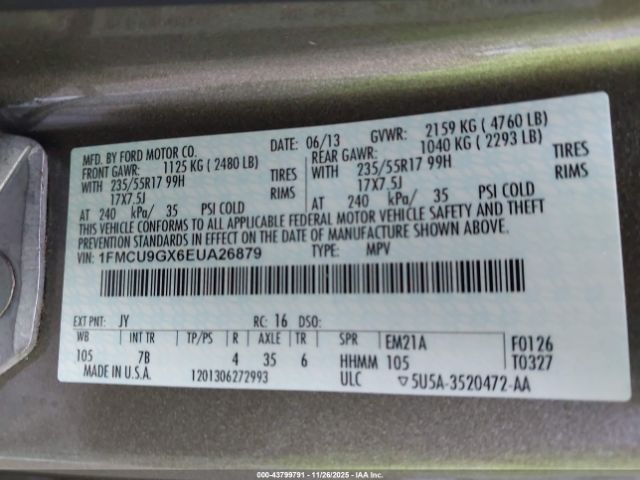 MFD. BY FORD MOTOR CO. DATE: 06/13 GVWR: 2159 KG ( 4760 LB)
FRONT GAWR: 1125 KG ( 2480 LB) REAR GAWR: 1040 KG ( 2293 LB)
WITH 235/55R17 99H TIRES WITH 235/55R17 99H TIRES
17X7.5J RIMS 17X7.5J RIMS
AT 240 kPa/ 35 PSI COLD AT 240 kPa/ 35 PSI COLD
THIS VEHICLE CONFORMS TO ALL APPLICABLE FEDERAL MOTOR VEHICLE SAFETY AND THEFT
PREVENTION STANDARDS IN EFFECT ON THE DATE OF MANUFACTURE SHOWN ABOVE.
VIN: 1FMCU9GX6EUA26879 TYPE: MPV
EXT PNT: JY RC: 16 DSO:
WB INT TR TP/PS R AXLE TR SPR EM21A F0126
105 7B 4 35 6 HHMM 105 T0327
MADE IN U.S.A. 1201306272993 ULC ▽5U5A-3520472-AA
000-43799791 - 11/26/2025 - IAA Inc.